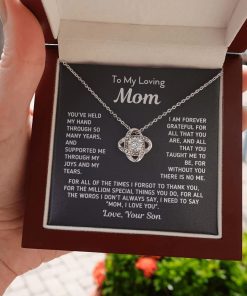 To My Loving
Mom
YOU'VE HELD
MY HAND
THROUGH SO
MANY YEARS,
AND
SUPPORTED ME
THROUGH MY
JOYS AND MY
TEARS.
I AM FOREVER
GRATEFUL FOR
ALL THAT YOU
ARE, AND ALL
THAT YOU
TAUGHT ME TO
BE, FOR
WITHOUT YOU
THERE IS NO ME.
FOR ALL OF THE TIMES I FORGOT TO THANK YOU,
FOR THE MILLION SPECIAL THINGS YOU DO, FOR ALL
THE WORDS I DON'T ALWAYS SAY, I NEED TO SAY
"MOM, I LOVE YOU".
Love, Your Son